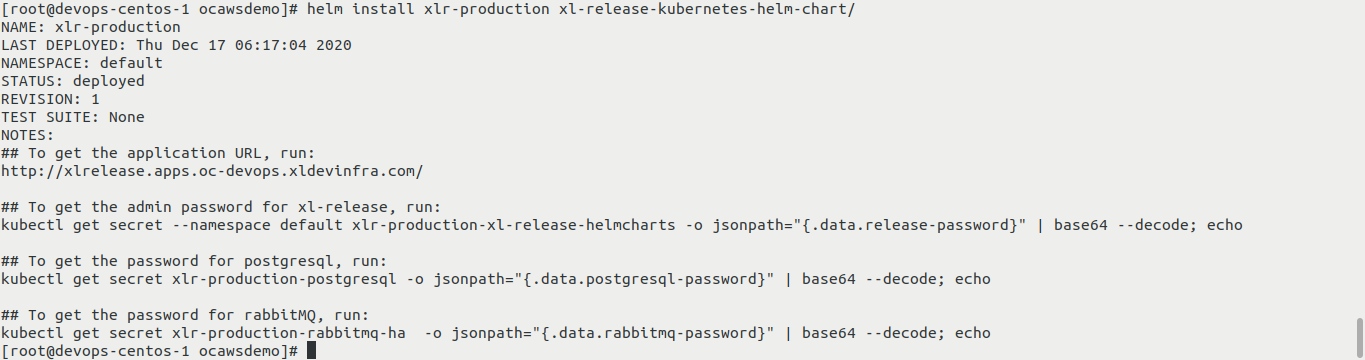 [root@devops-centos-1 ocawsdemo]# helm install xlr-production xl-release-kubernetes-helm-chart/
NAME: xlr-production
LAST DEPLOYED: Thu Dec 17 06:17:04 2020
NAMESPACE: default
STATUS: deployed
REVISION: 1
TEST SUITE: None
NOTES:
## To get the application URL, run:
http://xlrelease.apps.oc-devops.xldevinfra.com/

## To get the admin password for xl-release, run:
kubectl get secret --namespace default xlr-production-xl-release-helmcharts -o jsonpath="{.data.release-password}" | base64 --decode; echo

## To get the password for postgresql, run:
kubectl get secret xlr-production-postgresql -o jsonpath="{.data.postgresql-password}" | base64 --decode; echo

## To get the password for rabbitMQ, run:
kubectl get secret xlr-production-rabbitmq-ha  -o jsonpath="{.data.rabbitmq-password}" | base64 --decode; echo
[root@devops-centos-1 ocawsdemo]#